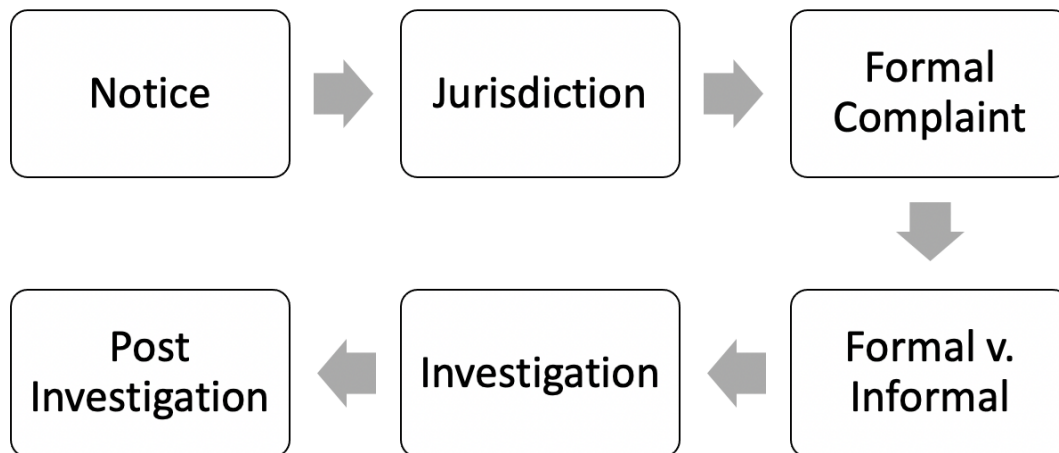 Notice
Jurisdiction
Formal
Complaint
Formal v.
Informal
Investigation
Post
Investigation